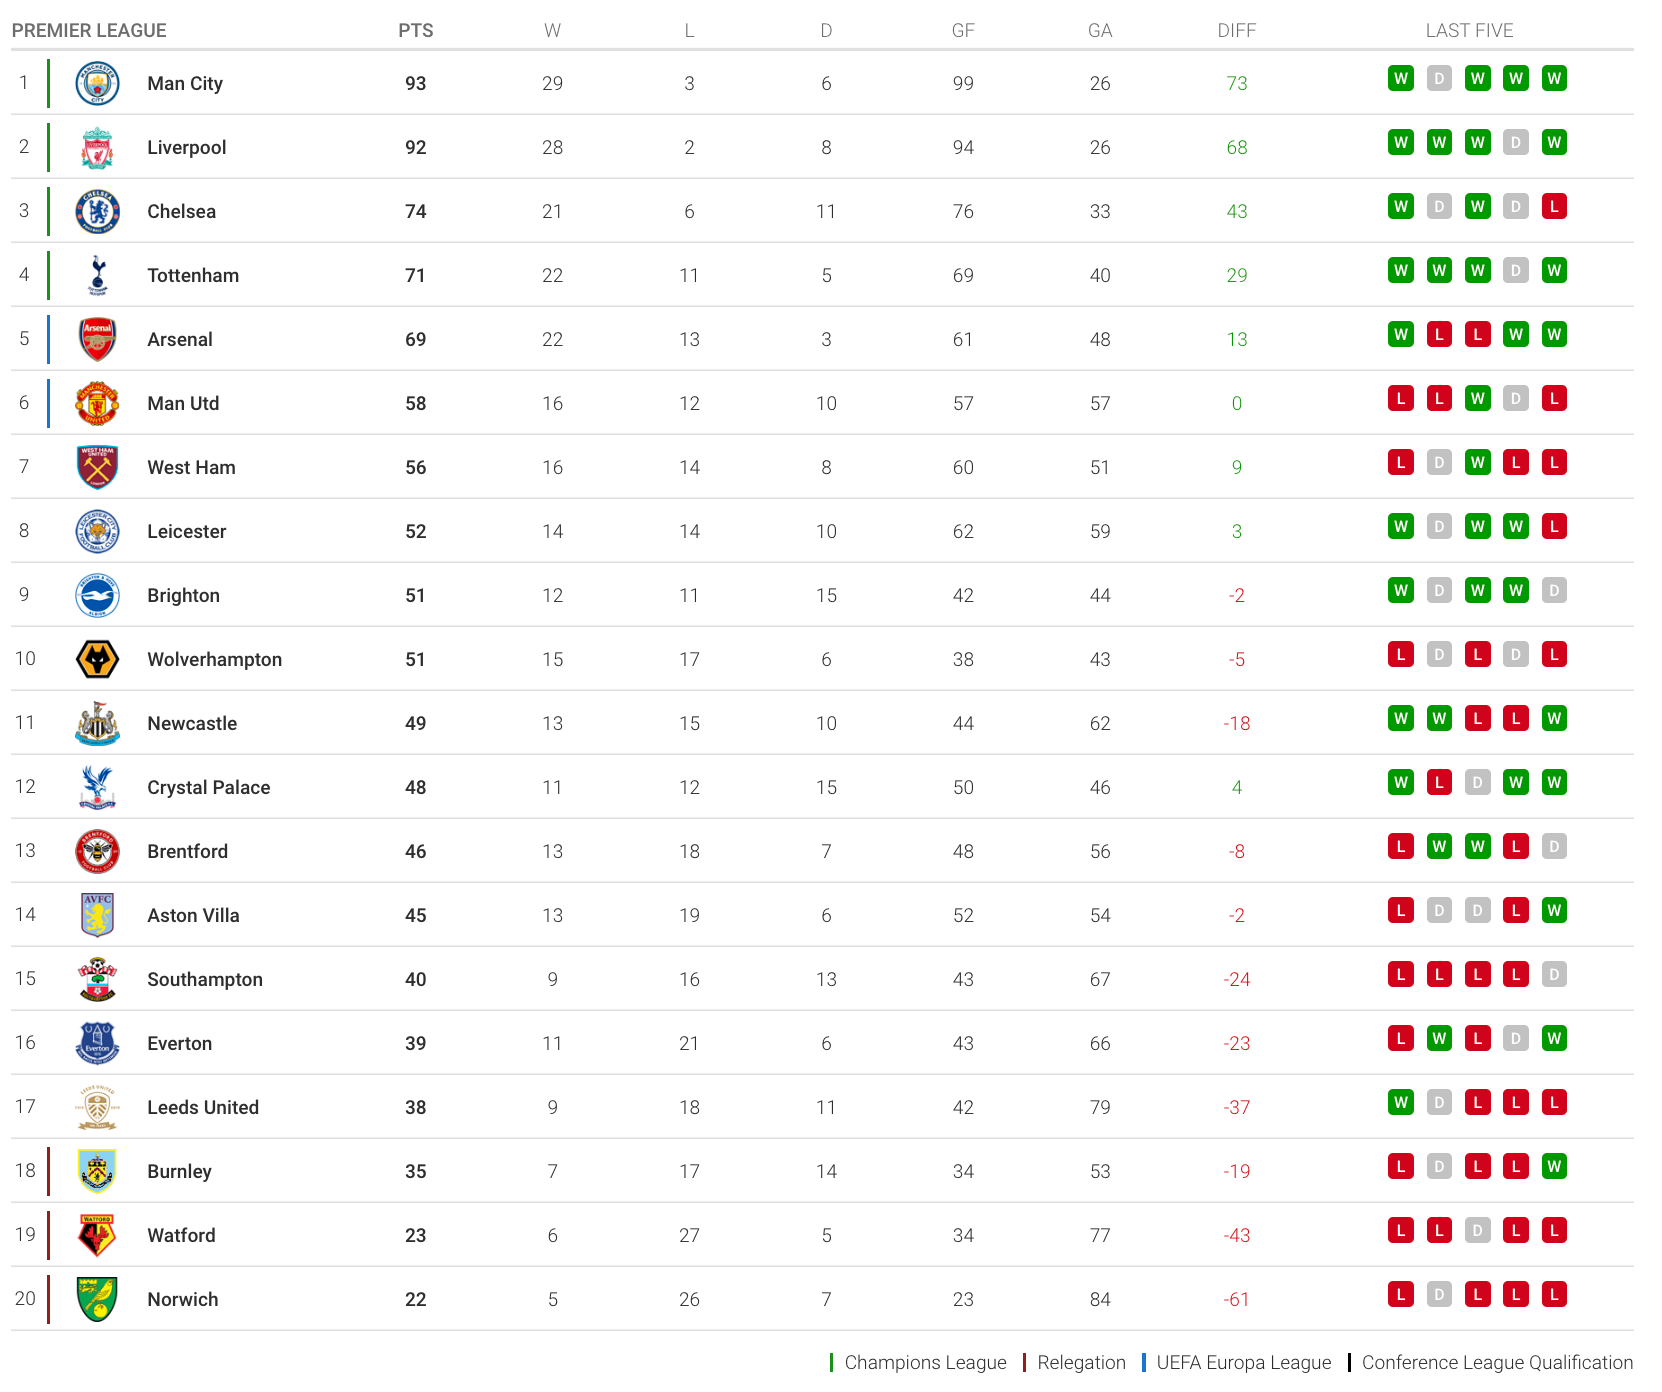 PREMIER LEAGUE PTS W L D GF GA DIFF LAST FIVE
1 Man City 93 29 3 6 99 26 73 W D W W W
2 Liverpool 92 28 2 8 94 26 68 W W W D W
3 Chelsea 74 21 6 11 76 33 43 W D W D L
4 Tottenham 71 22 11 5 69 40 29 W W W D W
5 Arsenal 69 22 13 3 61 48 13 W L L W W
6 Man Utd 58 16 12 10 57 57 0 L L W D L
7 West Ham 56 16 14 8 60 51 9 L D W L L
8 Leicester 52 14 14 10 62 59 3 W D W W L
9 Brighton 51 12 11 15 42 44 -2 W D W W D
10 Wolverhampton 51 15 17 6 38 43 -5 L D L D L
11 Newcastle 49 13 15 10 44 62 -18 W W L L W
12 Crystal Palace 48 11 12 15 50 46 4 W L D W W
13 Brentford 46 13 18 7 48 56 -8 L W W L D
14 AVFC Aston Villa 45 13 19 6 52 54 -2 L D D L W
15 Southampton 40 9 16 13 43 67 -24 L L L L D
16 Everton 39 11 21 6 43 66 -23 L W L D W
17 Leeds United 38 9 18 11 42 79 -37 W D L L L
18 Burnley 35 7 17 14 34 53 -19 L D L L W
19 Watford 23 6 27 5 34 77 -43 L L D L L
20 Norwich 22 5 26 7 23 84 -61 L D L L L
Champions League Relegation UEFA Europa League Conference League Qualification